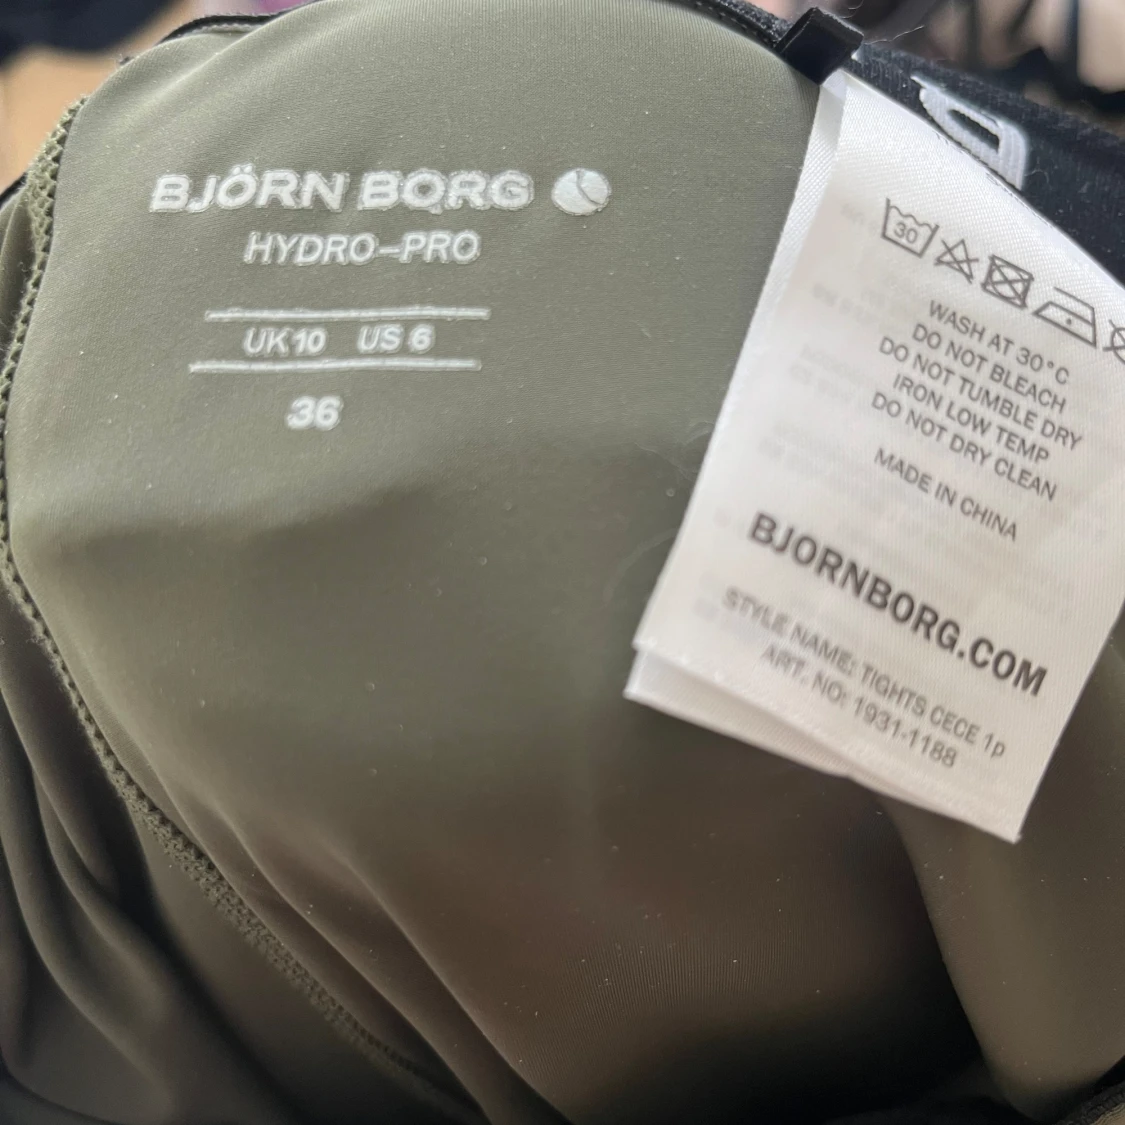 BJÖRN BORG
HYDRO-PRO
UK 10 US 6
36
30
WASH AT 30°C
DO NOT BLEACH
DO NOT TUMBLE DRY
IRON LOW TEMP
DO NOT DRY CLEAN
MADE IN CHINA
BJORNBORG.COM
STYLE NAME: TIGHTS CECE 1p
ART. NO: 1931-1188